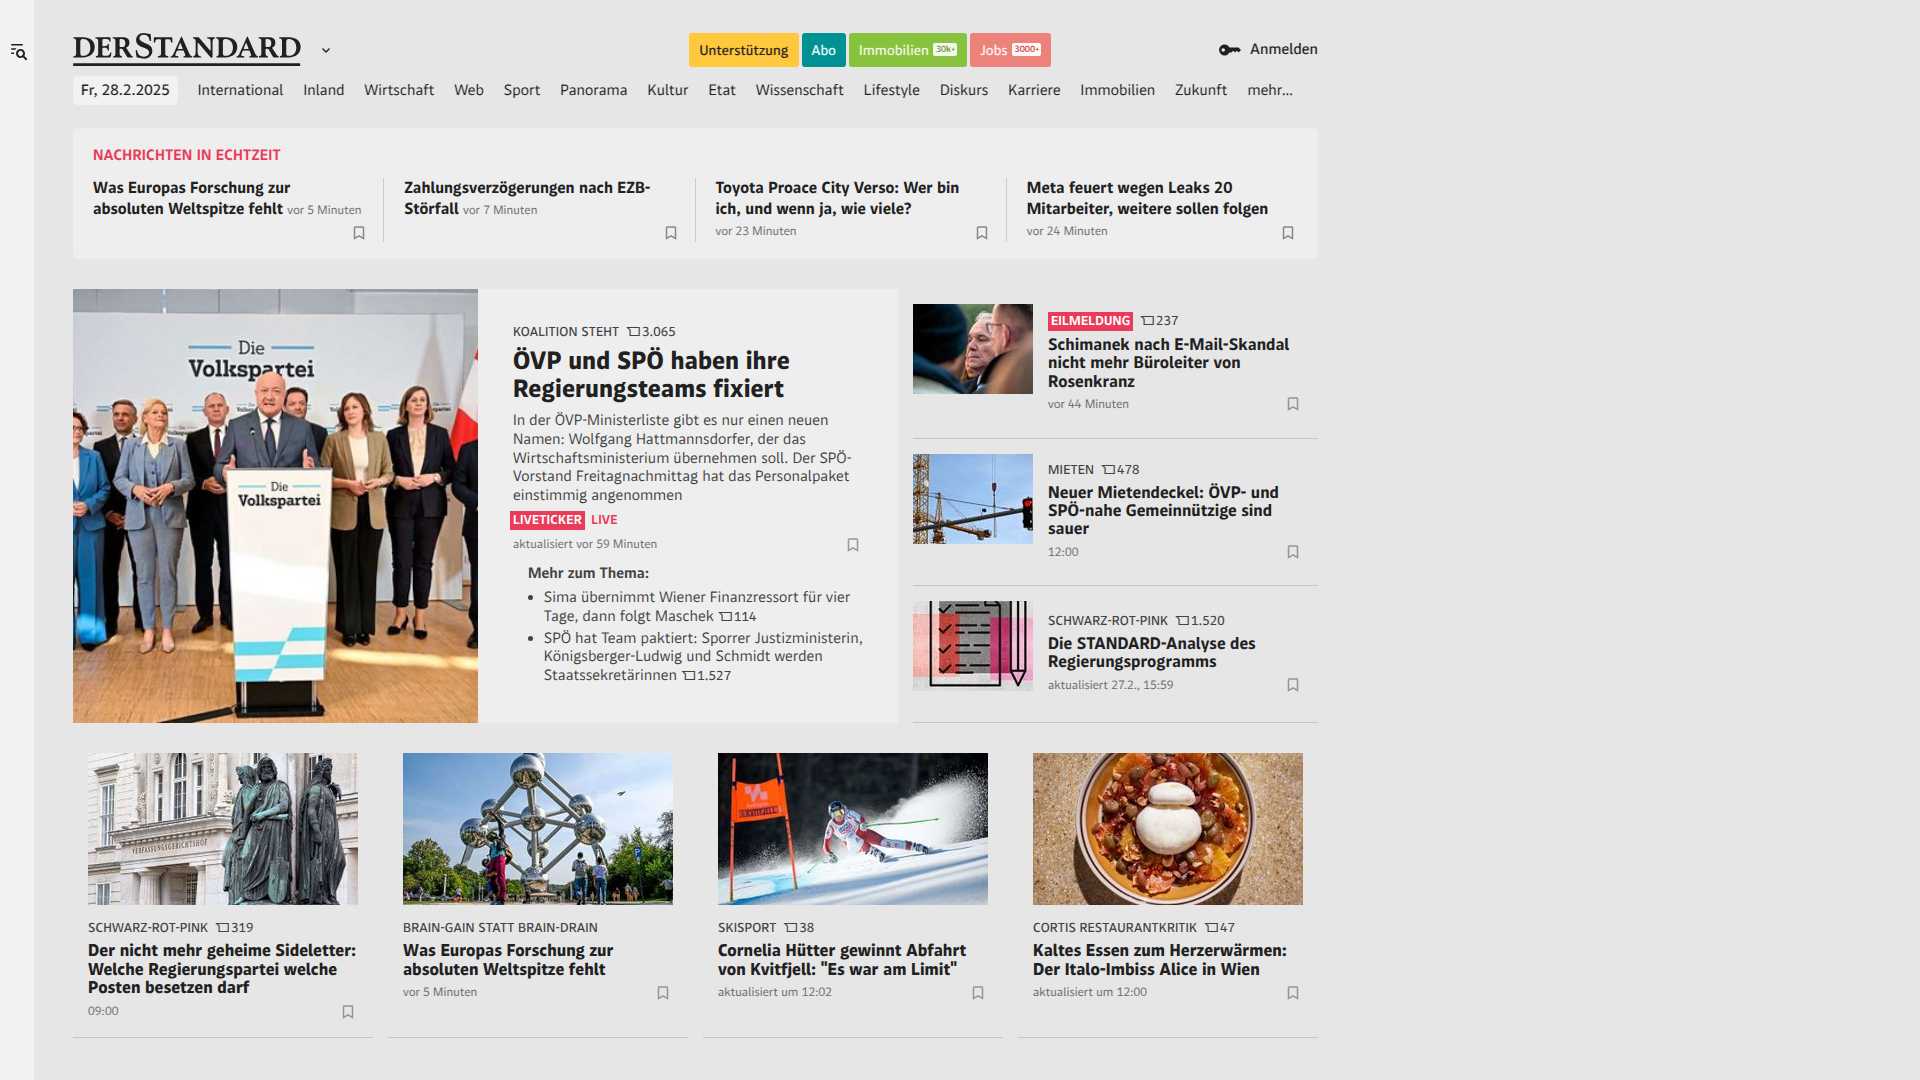 DERSTANDARD
Unterstützung
Abo
Immobilien 30k+
Jobs 3000+
Anmelden
Fr, 28.2.2025
International
Inland
Wirtschaft
Web
Sport
Panorama
Kultur
Etat
Wissenschaft
Lifestyle
Diskurs
Karriere
Immobilien
Zukunft
mehr...
NACHRICHTEN IN ECHTZEIT
Was Europas Forschung zur
absoluten Weltspitze fehlt vor 5 Minuten
Zahlungsverzögerungen nach EZB-
Störfall vor 7 Minuten
Toyota Proace City Verso: Wer bin
ich, und wenn ja, wie viele?
vor 23 Minuten
Meta feuert wegen Leaks 20
Mitarbeiter, weitere sollen folgen
vor 24 Minuten
Die
Volkspartei
Die
Volkspartei
KOALITION STEHT 3.065
ÖVP und SPÖ haben ihre
Regierungsteams fixiert
In der ÖVP-Ministerliste gibt es nur einen neuen
Namen: Wolfgang Hattmannsdorfer, der das
Wirtschaftsministerium übernehmen soll. Der SPÖ-
Vorstand Freitagnachmittag hat das Personalpaket
einstimmig angenommen
LIVETICKER LIVE
aktualisiert vor 59 Minuten
Mehr zum Thema:
• Sima übernimmt Wiener Finanzressort für vier
Tage, dann folgt Maschek 114
• SPÖ hat Team paktiert: Sporrer Justizministerin,
Königsberger-Ludwig und Schmidt werden
Staatssekretärinnen 1.527
EILMELDUNG 237
Schimanek nach E-Mail-Skandal
nicht mehr Büroleiter von
Rosenkranz
vor 44 Minuten
MIETEN 478
Neuer Mietendeckel: ÖVP- und
SPÖ-nahe Gemeinnützige sind
sauer
12:00
SCHWARZ-ROT-PINK 1.520
Die STANDARD-Analyse des
Regierungsprogramms
aktualisiert 27.2., 15:59
VERFASSUNGSGERICHTSHOF
SCHWARZ-ROT-PINK 319
Der nicht mehr geheime Sideletter:
Welche Regierungspartei welche
Posten besetzen darf
09:00
BRAIN-GAIN STATT BRAIN-DRAIN
Was Europas Forschung zur
absoluten Weltspitze fehlt
vor 5 Minuten
SKISPORT 38
Cornelia Hütter gewinnt Abfahrt
von Kvitfjell: "Es war am Limit"
aktualisiert um 12:02
CORTIS RESTAURANTKRITIK 47
Kaltes Essen zum Herzerwärmen:
Der Italo-Imbiss Alice in Wien
aktualisiert um 12:00